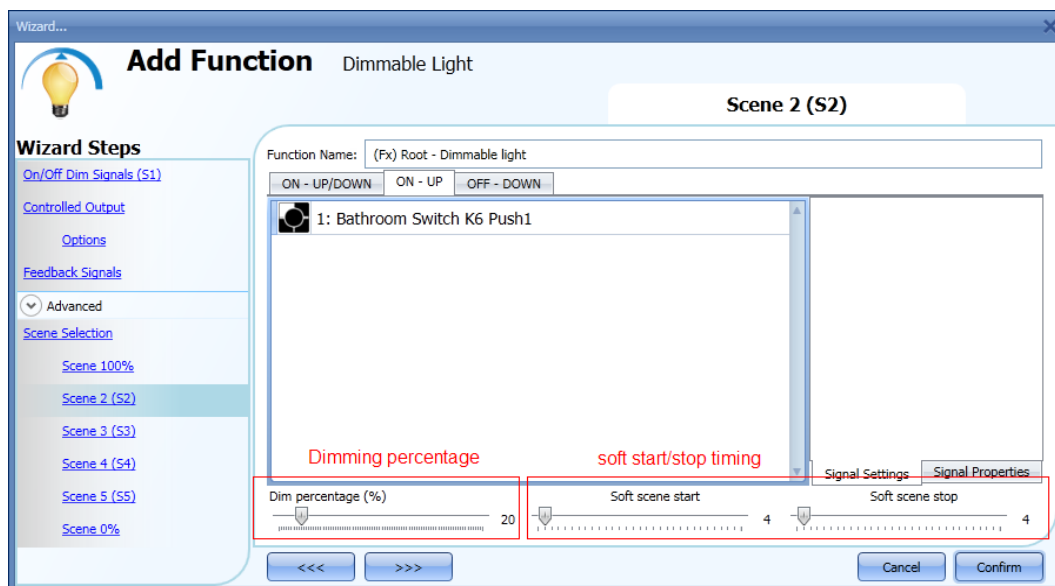 Wizard...
Add Function Dimmable Light
Scene 2 (S2)
Wizard Steps
On/Off Dim Signals (S1)
Controlled Output
Options
Feedback Signals
Advanced
Scene Selection
Scene 100%
Scene 2 (S2)
Scene 3 (S3)
Scene 4 (S4)
Scene 5 (S5)
Scene 0%
Function Name: (Fx) Root - Dimmable light
ON - UP/DOWN ON - UP OFF - DOWN
1: Bathroom Switch K6 Push1
Dimming percentage soft start/stop timing
Signal Settings Signal Properties
Dim percentage (%) Soft scene start Soft scene stop
20 4 4
<<< >>> Cancel Confirm